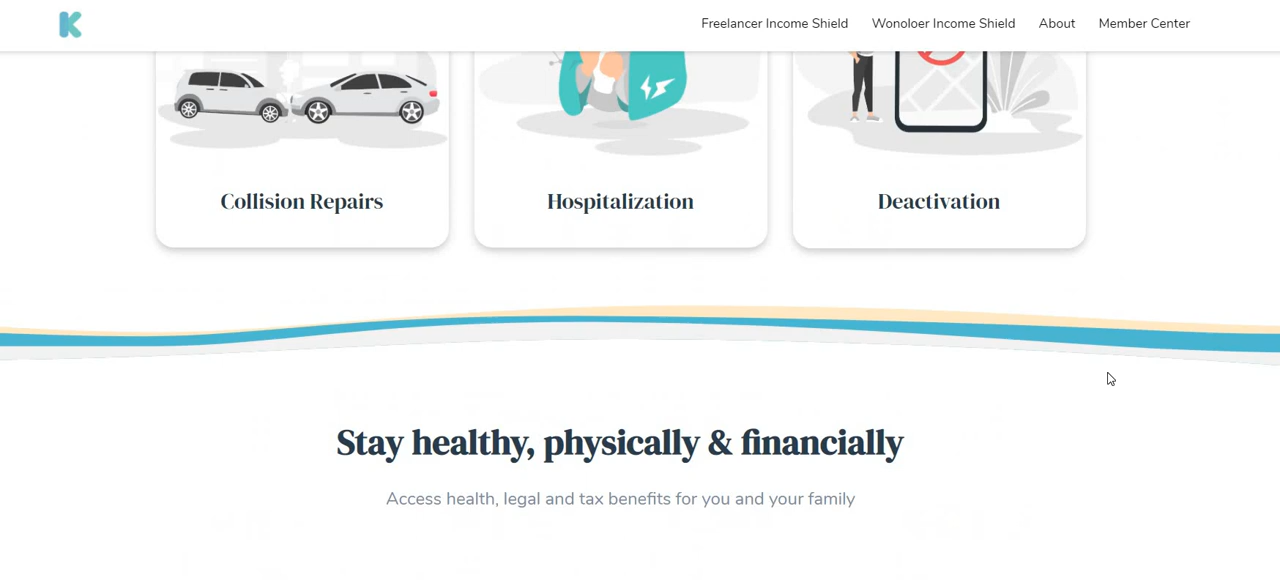 K
Freelancer Income Shield Wonoloer Income Shield About Member Center
Collision Repairs Hospitalization Deactivation
Stay healthy, physically & financially
Access health, legal and tax benefits for you and your family